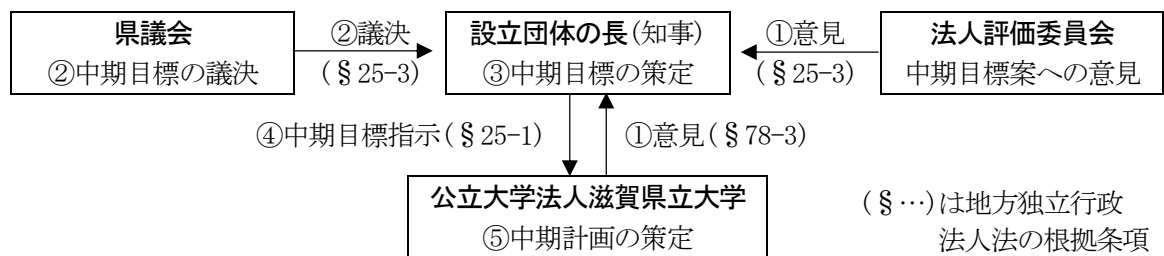 県議会
②中期目標の議決
②議決
(§25-3)
設立団体の長(知事)
③中期目標の策定
①意見
(§25-3)
法人評価委員会
中期目標案への意見
④中期目標指示(§25-1)
①意見(§78-3)
公立大学法人滋賀県立大学
⑤中期計画の策定
(§…)は地方独立行政
法人法の根拠条項